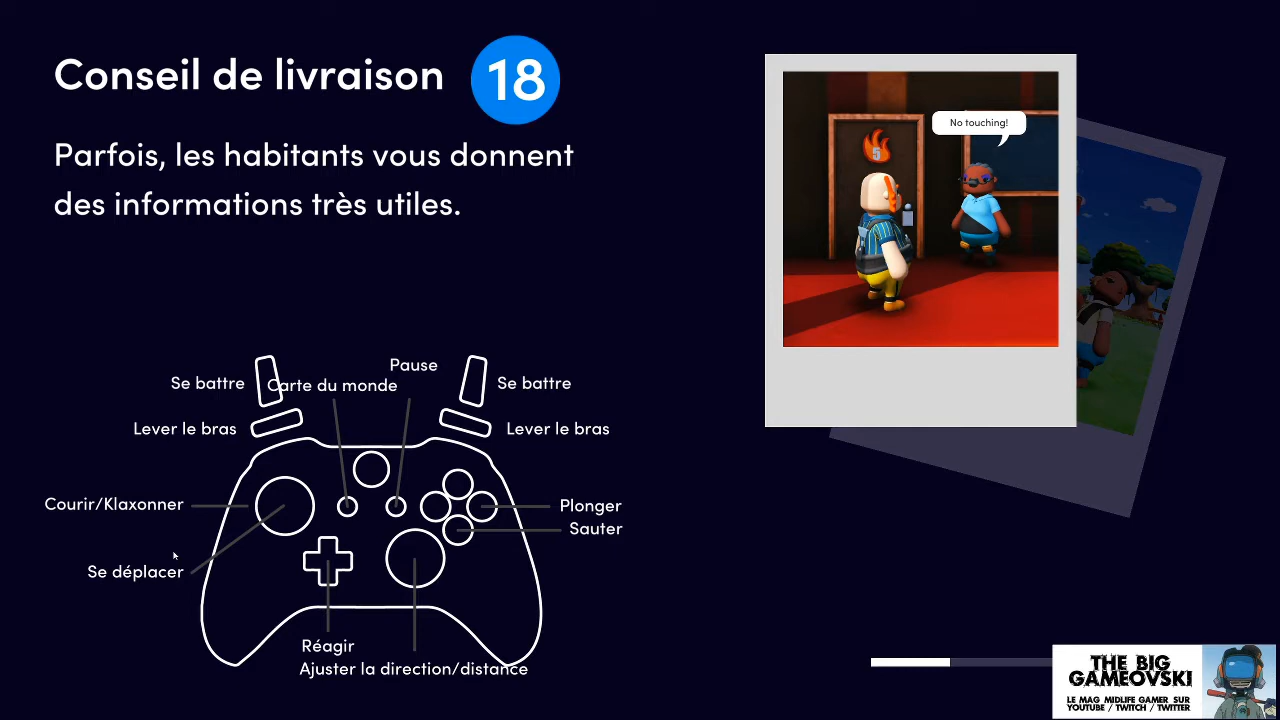 Conseil de livraison 18
Parfois, les habitants vous donnent
des informations très utiles.
No touching!
5
Pause
Se battre
Carte du monde
Se battre
Lever le bras
Lever le bras
Courir/Klaxonner
Plonger
Sauter
Se déplacer
Réagir
Ajuster la direction/distance
THE BIG
GAMEOVSKI
LE MAG MIDLIFE GAMER SUR
YOUTUBE / TWITCH / TWITTER